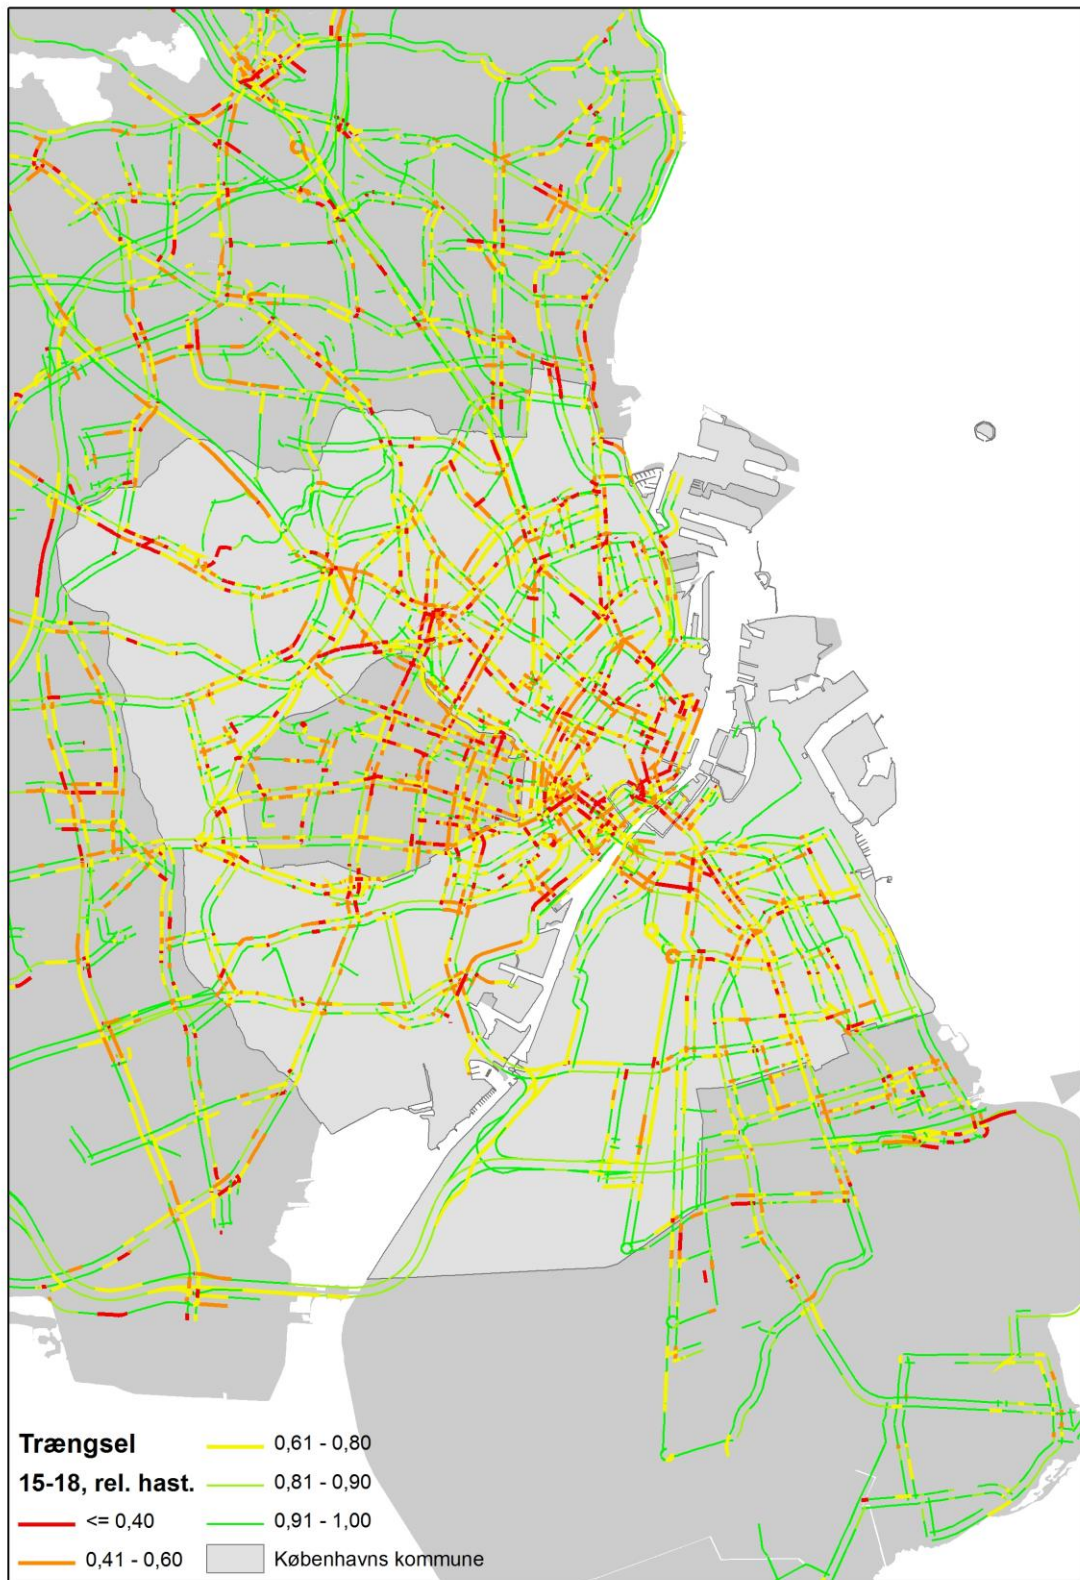 Trængsel
15-18, rel. hast.
<= 0,40
0,41 - 0,60
0,61 - 0,80
0,81 - 0,90
0,91 - 1,00
Københavns kommune